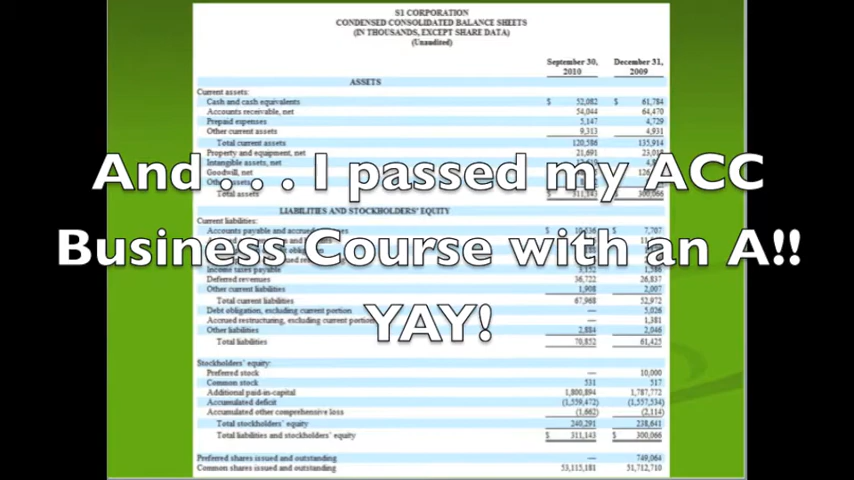 S1 CORPORATION
CONDENSED CONSOLIDATED BALANCE SHEETS
(IN THOUSANDS, EXCEPT SHARE DATA)
(Unaudited)
September 30, 2010 December 31, 2009
ASSETS
Current assets:
Cash and cash equivalents $ 52,082 $ 61,784
Accounts receivable, net 54,044 64,470
Prepaid expenses 5,147 4,729
Other current assets 9,313 4,931
Total current assets 120,586 135,914
Property and equipment, net 21,691
Intangible assets, net
Goodwill, net
Total assets 311,143 $ 300,066
And . . . I passed my ACC
LIABILITIES AND STOCKHOLDERS' EQUITY
Current liabilities:
Accounts payable and $ 7,707
Business Course with an A!!
Income taxes payable
Deferred revenues 36,722 26,837
Other current liabilities 1,908 2,007
Total current liabilities 67,968 52,972
Debt obligation, excluding current portion — 5,026
Accrued restructuring, excluding current portion — 1,381
Other liabilities 2,884 2,046
YAY!
Total liabilities 70,852 61,425
Stockholders' equity:
Preferred stock — 10,000
Common stock 531 517
Additional paid-in-capital 1,800,894 1,787,772
Accumulated deficit (1,559,472) (1,557,534)
Accumulated other comprehensive loss (1,662) (2,114)
Total stockholders' equity 240,291 238,641
Total liabilities and stockholders' equity $ 311,143 $ 300,066
Preferred shares issued and outstanding — 749,064
Common shares issued and outstanding 53,115,181 51,712,710